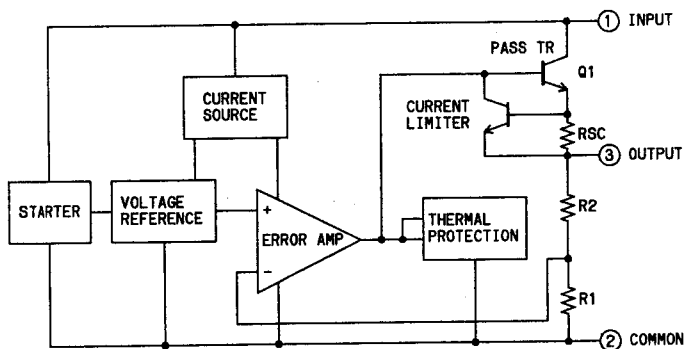 ① INPUT
PASS TR
Q1
CURRENT
SOURCE
CURRENT
LIMITER
RSC
③ OUTPUT
STARTER
VOLTAGE
REFERENCE
+
ERROR AMP
−
THERMAL
PROTECTION
R2
R1
② COMMON